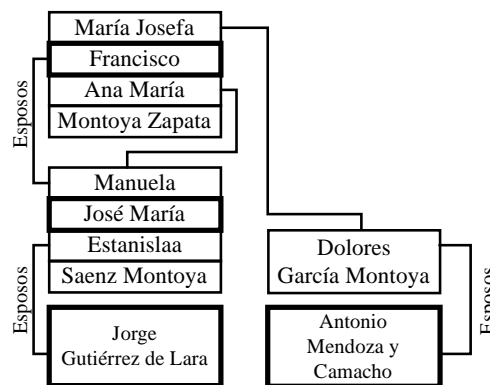 María Josefa
Francisco
Ana María
Montoya Zapata
Esposos
Manuela
José María
Estanislaa
Saenz Montoya
Esposos
Jorge
Gutiérrez de Lara
Dolores
García Montoya
Antonio
Mendoza y
Camacho
Esposos